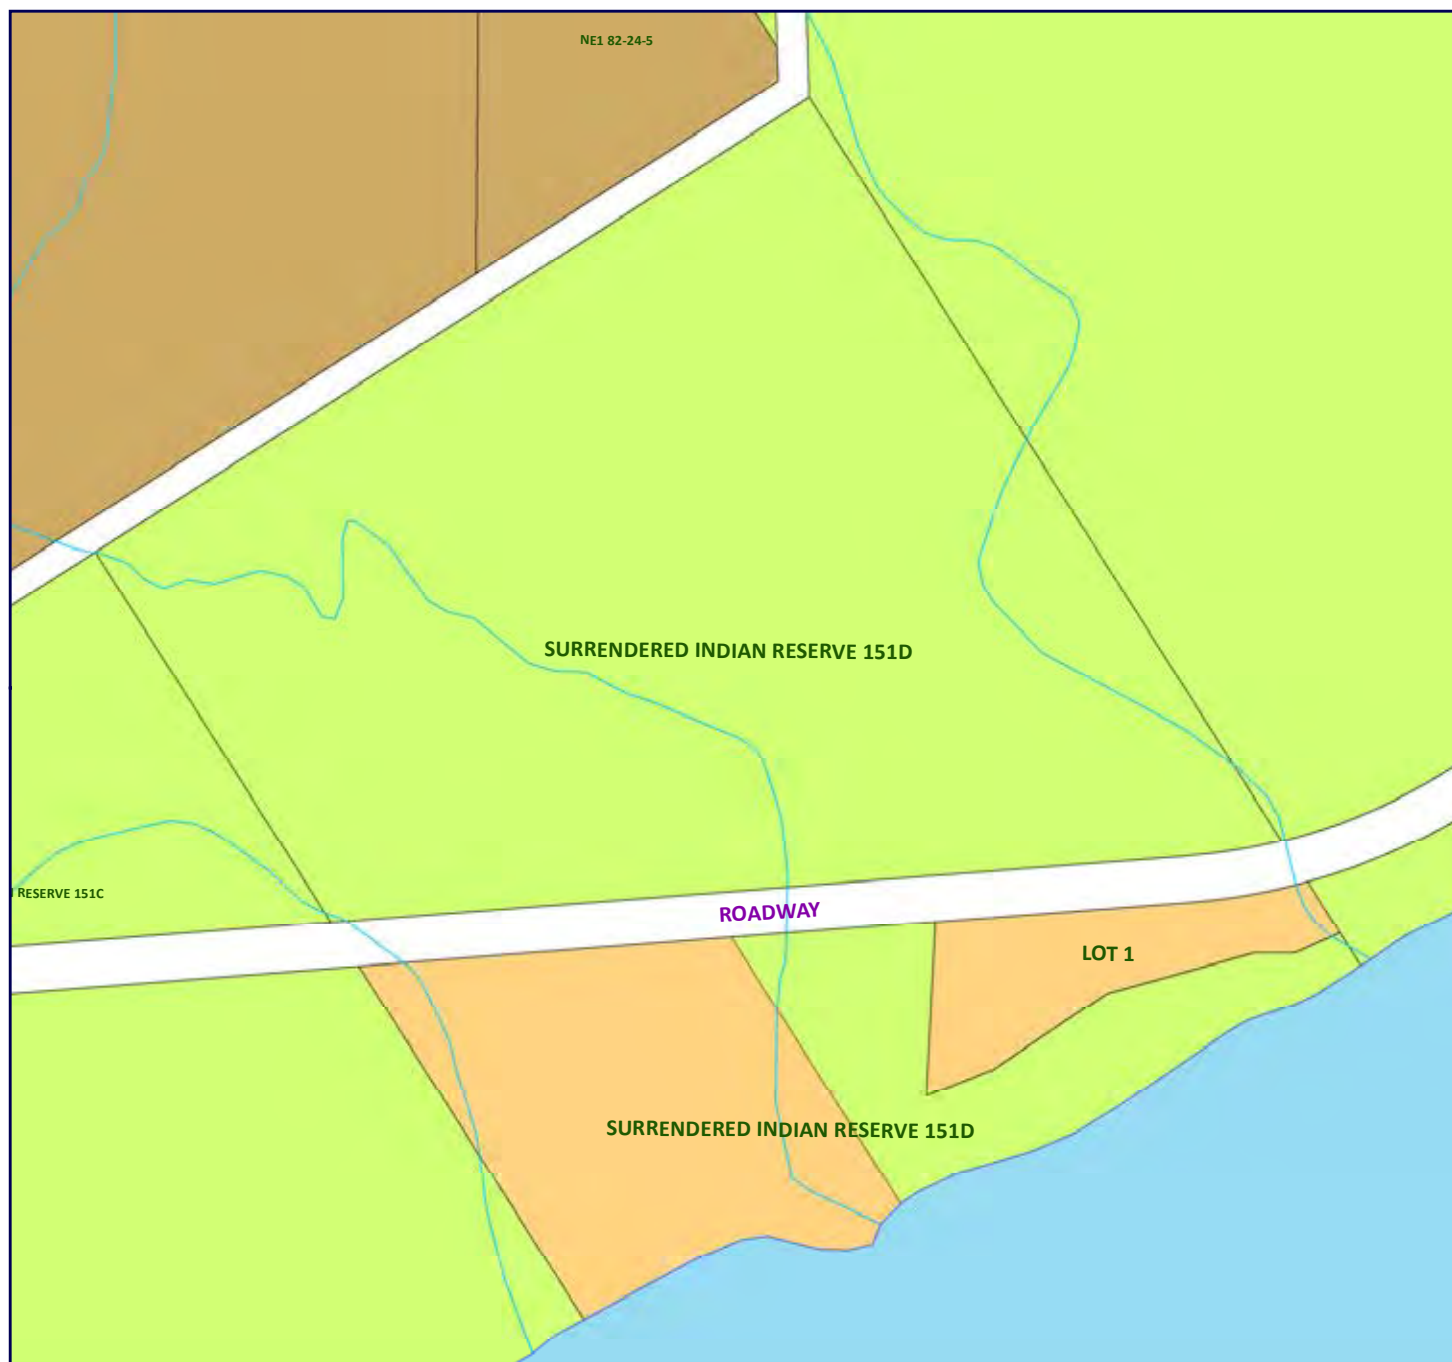 NE1 82-24-5
SURRENDERED INDIAN RESERVE 151D
RESERVE 151C
ROADWAY
LOT 1
SURRENDERED INDIAN RESERVE 151D